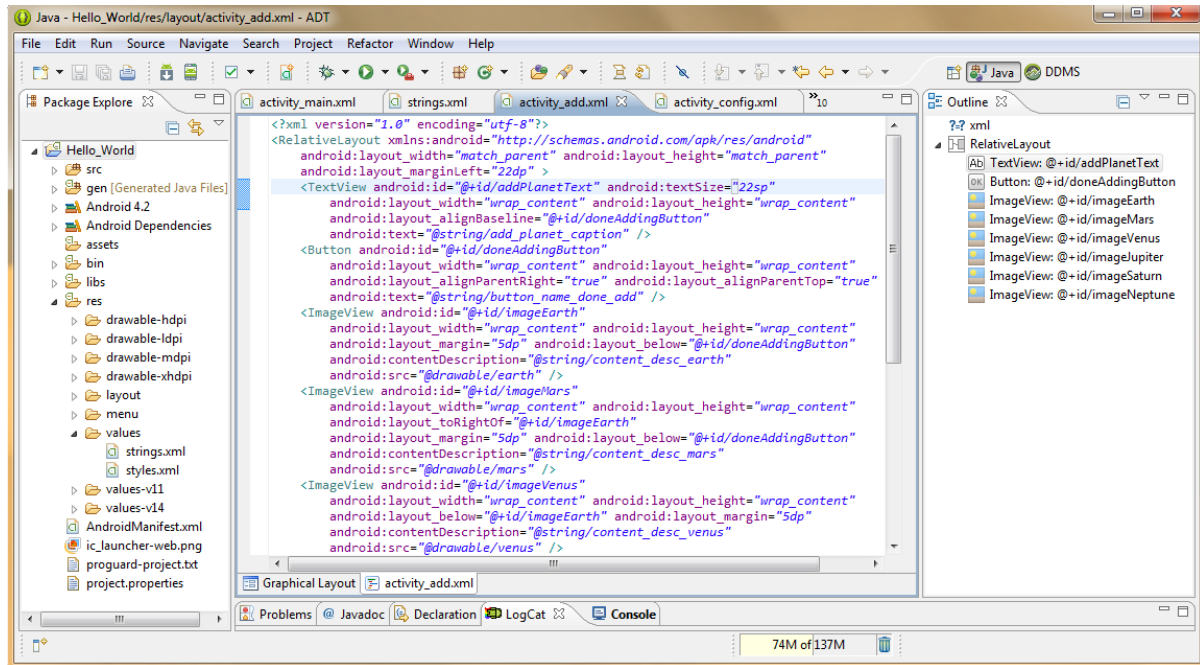 Java - Hello_World/res/layout/activity_add.xml - ADT
File Edit Run Source Navigate Search Project Refactor Window Help
Java DDMS
Package Explore
Hello_World
src
gen [Generated Java Files]
Android 4.2
Android Dependencies
assets
bin
libs
res
drawable-hdpi
drawable-ldpi
drawable-mdpi
drawable-xhdpi
layout
menu
values
strings.xml
styles.xml
values-v11
values-v14
AndroidManifest.xml
ic_launcher-web.png
proguard-project.txt
project.properties
activity_main.xml strings.xml activity_add.xml activity_config.xml »10
<?xml version="1.0" encoding="utf-8"?>
<RelativeLayout xmlns:android="http://schemas.android.com/apk/res/android"
android:layout_width="match_parent" android:layout_height="match_parent"
android:layout_marginLeft="22dp" >
<TextView android:id="@+id/addPlanetText" android:textSize="22sp"
android:layout_width="wrap_content" android:layout_height="wrap_content"
android:layout_alignBaseline="@+id/doneAddingButton"
android:text="@string/add_planet_caption" />
<Button android:id="@+id/doneAddingButton"
android:layout_width="wrap_content" android:layout_height="wrap_content"
android:layout_alignParentRight="true" android:layout_alignParentTop="true"
android:text="@string/button_name_done_add" />
<ImageView android:id="@+id/imageEarth"
android:layout_width="wrap_content" android:layout_height="wrap_content"
android:layout_margin="5dp" android:layout_below="@+id/doneAddingButton"
android:contentDescription="@string/content_desc_earth"
android:src="@drawable/earth" />
<ImageView android:id="@+id/imageMars"
android:layout_width="wrap_content" android:layout_height="wrap_content"
android:layout_toRightOf="@+id/imageEarth"
android:layout_margin="5dp" android:layout_below="@+id/doneAddingButton"
android:contentDescription="@string/content_desc_mars"
android:src="@drawable/mars" />
<ImageView android:id="@+id/imageVenus"
android:layout_width="wrap_content" android:layout_height="wrap_content"
android:layout_below="@+id/imageEarth" android:layout_margin="5dp"
android:contentDescription="@string/content_desc_venus"
android:src="@drawable/venus" />
Graphical Layout activity_add.xml
Outline
?=? xml
RelativeLayout
Ab TextView: @+id/addPlanetText
OK Button: @+id/doneAddingButton
ImageView: @+id/imageEarth
ImageView: @+id/imageMars
ImageView: @+id/imageVenus
ImageView: @+id/imageJupiter
ImageView: @+id/imageSaturn
ImageView: @+id/imageNeptune
Problems @ Javadoc Declaration LogCat Console
74M of 137M